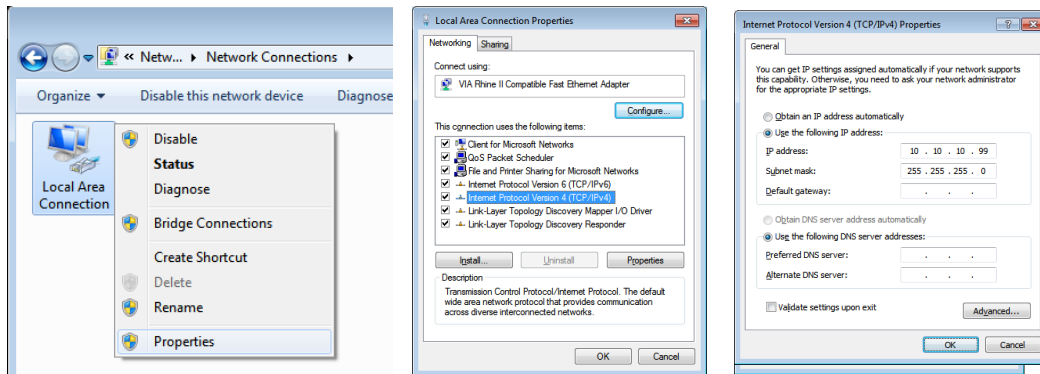 « Netw... ▸ Network Connections ▸
Organize ▾ Disable this network device Diagnose
Local Area
Connection
Disable
Status
Diagnose
Bridge Connections
Create Shortcut
Delete
Rename
Properties
Local Area Connection Properties
Networking Sharing
Connect using:
VIA Rhine II Compatible Fast Ethernet Adapter
Configure...
This connection uses the following items:
Client for Microsoft Networks
QoS Packet Scheduler
File and Printer Sharing for Microsoft Networks
Internet Protocol Version 6 (TCP/IPv6)
Internet Protocol Version 4 (TCP/IPv4)
Link-Layer Topology Discovery Mapper I/O Driver
Link-Layer Topology Discovery Responder
Install... Uninstall Properties
Description
Transmission Control Protocol/Internet Protocol. The default
wide area network protocol that provides communication
across diverse interconnected networks.
OK Cancel
Internet Protocol Version 4 (TCP/IPv4) Properties
General
You can get IP settings assigned automatically if your network supports
this capability. Otherwise, you need to ask your network administrator
for the appropriate IP settings.
Obtain an IP address automatically
Use the following IP address:
IP address: 10 . 10 . 10 . 99
Subnet mask: 255 . 255 . 255 . 0
Default gateway: . . .
Obtain DNS server address automatically
Use the following DNS server addresses:
Preferred DNS server: . . .
Alternate DNS server: . . .
Validate settings upon exit
Advanced...
OK Cancel